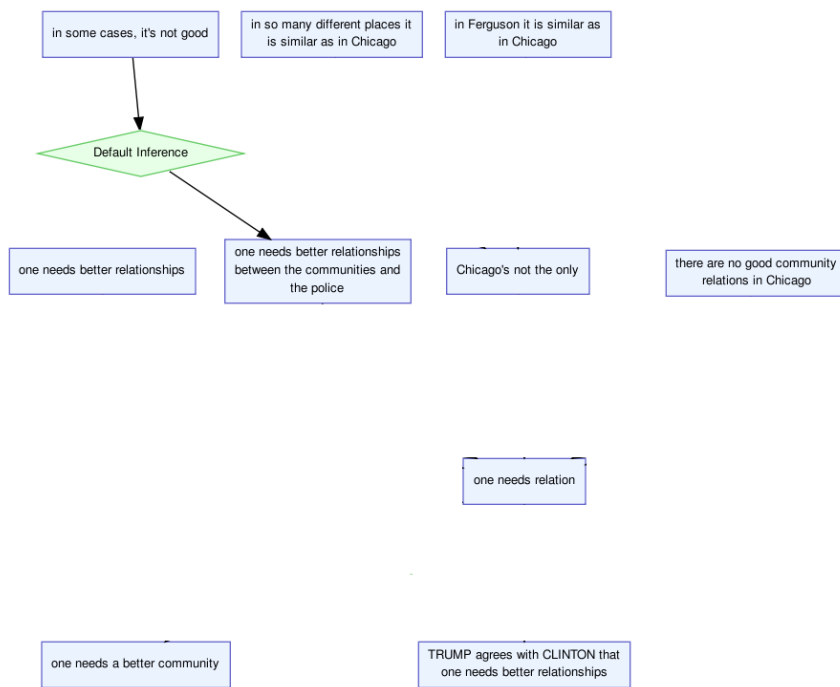 in some cases, it's not good
in so many different places it
is similar as in Chicago
in Ferguson it is similar as
in Chicago
Default Inference
one needs better relationships
one needs better relationships
between the communities and
the police
Chicago's not the only
there are no good community
relations in Chicago
one needs relation
one needs a better community
TRUMP agrees with CLINTON that
one needs better relationships